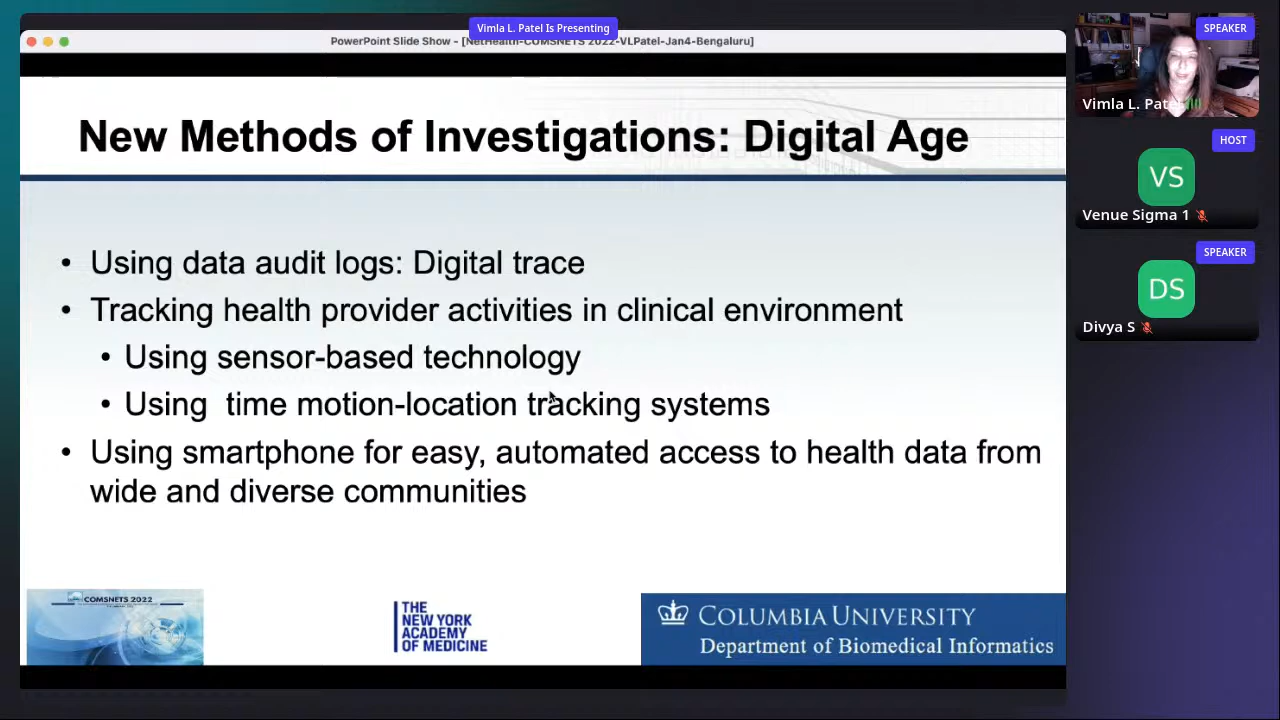 Vimla L. Patel Is Presenting
PowerPoint Slide Show - [NetHealth-COMSNETS 2022-VLPatel-Jan4-Bengaluru]
New Methods of Investigations: Digital Age
• Using data audit logs: Digital trace
• Tracking health provider activities in clinical environment
• Using sensor-based technology
• Using time motion-location tracking systems
• Using smartphone for easy, automated access to health data from
wide and diverse communities
COMSNETS 2022
THE
NEW YORK
ACADEMY
OF MEDICINE
COLUMBIA UNIVERSITY
Department of Biomedical Informatics
SPEAKER
Vimla L. Patel
HOST
VS
Venue Sigma 1
SPEAKER
DS
Divya S